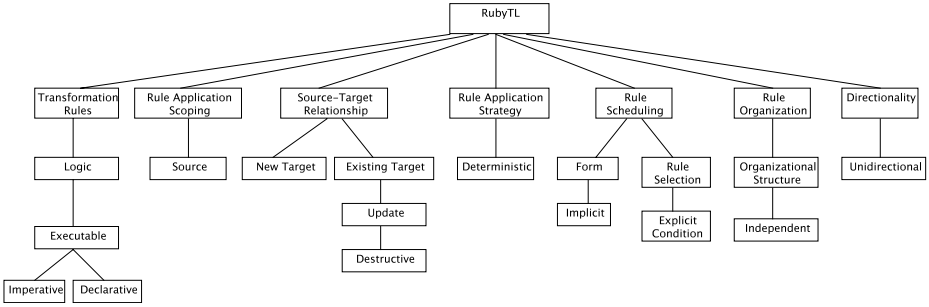 RubyTL
Transformation
Rules
Rule Application
Scoping
Source-Target
Relationship
Rule Application
Strategy
Rule
Scheduling
Rule
Organization
Directionality
Logic
Source
New Target
Existing Target
Deterministic
Form
Rule
Selection
Organizational
Structure
Unidirectional
Executable
Update
Implicit
Explicit
Condition
Independent
Destructive
Imperative
Declarative